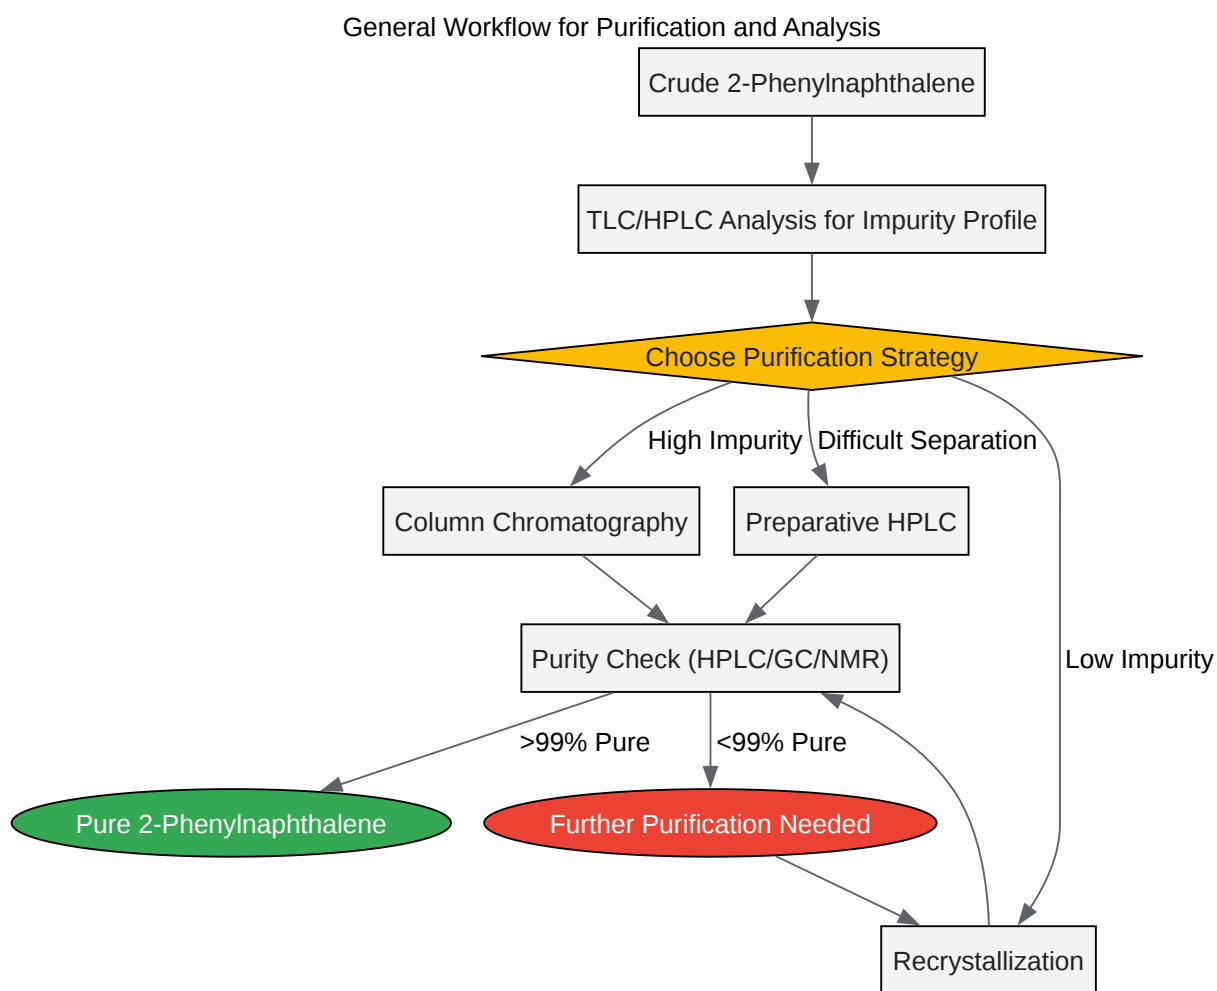 General Workflow for Purification and Analysis
Crude 2-Phenylnaphthalene
TLC/HPLC Analysis for Impurity Profile
Choose Purification Strategy
High Impurity
Difficult Separation
Column Chromatography
Preparative HPLC
Purity Check (HPLC/GC/NMR)
Low Impurity
>99% Pure
<99% Pure
Pure 2-Phenylnaphthalene
Further Purification Needed
Recrystallization